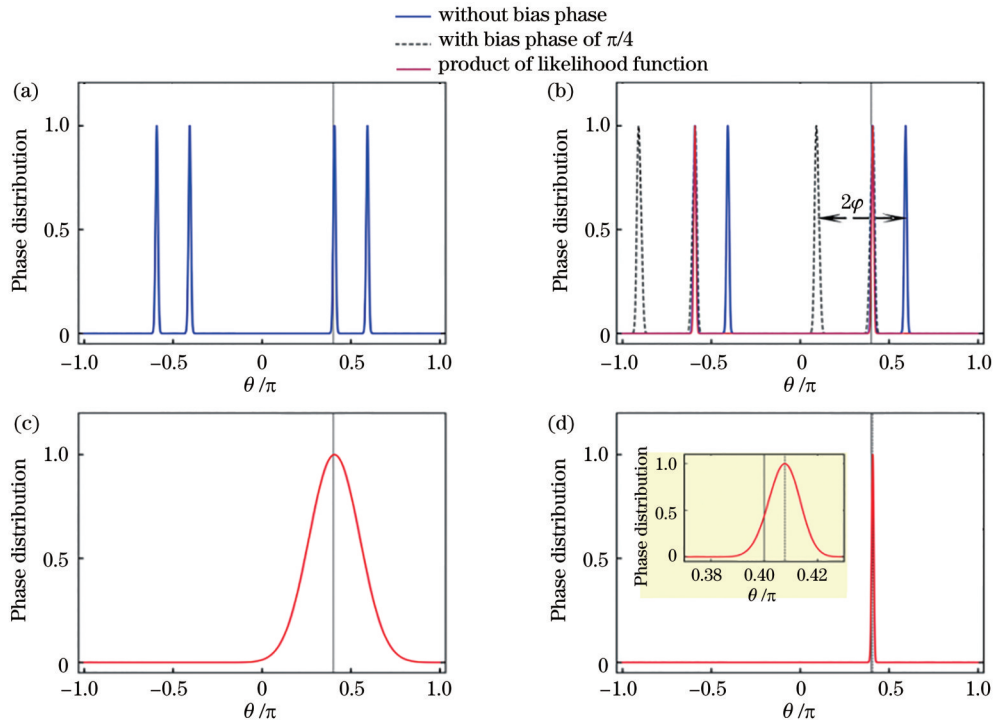 without bias phase
with bias phase of π/4
product of likelihood function
(a)
Phase distribution
1.0
0.5
0
-1.0
-0.5
0
0.5
1.0
θ/π
(b)
Phase distribution
1.0
0.5
0
2φ
-1.0
-0.5
0
0.5
1.0
θ/π
(c)
Phase distribution
1.0
0.5
0
-1.0
-0.5
0
0.5
1.0
θ/π
(d)
Phase distribution
1.0
0.5
0
Phase distribution
1.0
0.5
0
0.38
0.40
0.42
θ/π
-1.0
-0.5
0
0.5
1.0
θ/π